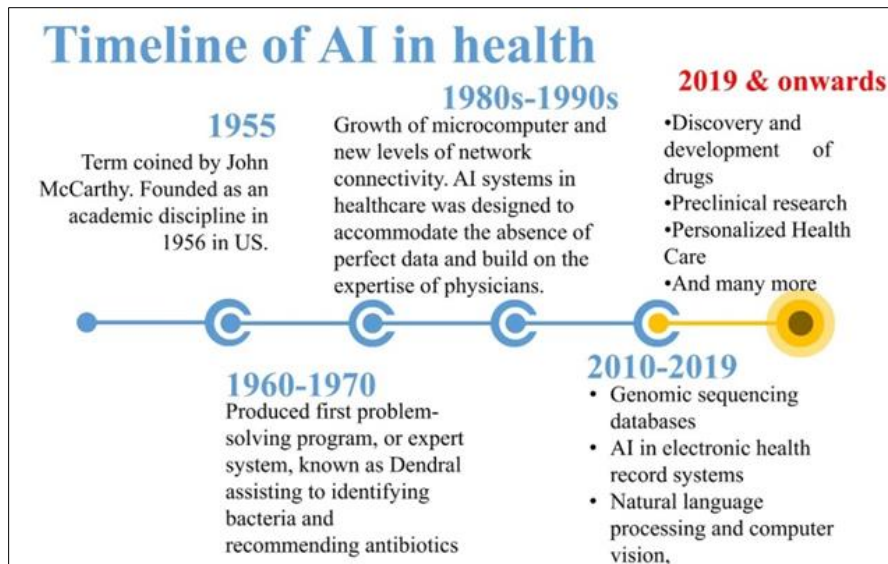 Timeline of AI in health
1955
Term coined by John
McCarthy. Founded as an
academic discipline in
1956 in US.
1960-1970
Produced first problem-
solving program, or expert
system, known as Dendral
assisting to identifying
bacteria and
recommending antibiotics
1980s-1990s
Growth of microcomputer and
new levels of network
connectivity. AI systems in
healthcare was designed to
accommodate the absence of
perfect data and build on the
expertise of physicians.
2010-2019
• Genomic sequencing
databases
• AI in electronic health
record systems
• Natural language
processing and computer
vision,
2019 & onwards
•Discovery and
development of
drugs
•Preclinical research
•Personalized Health
Care
•And many more